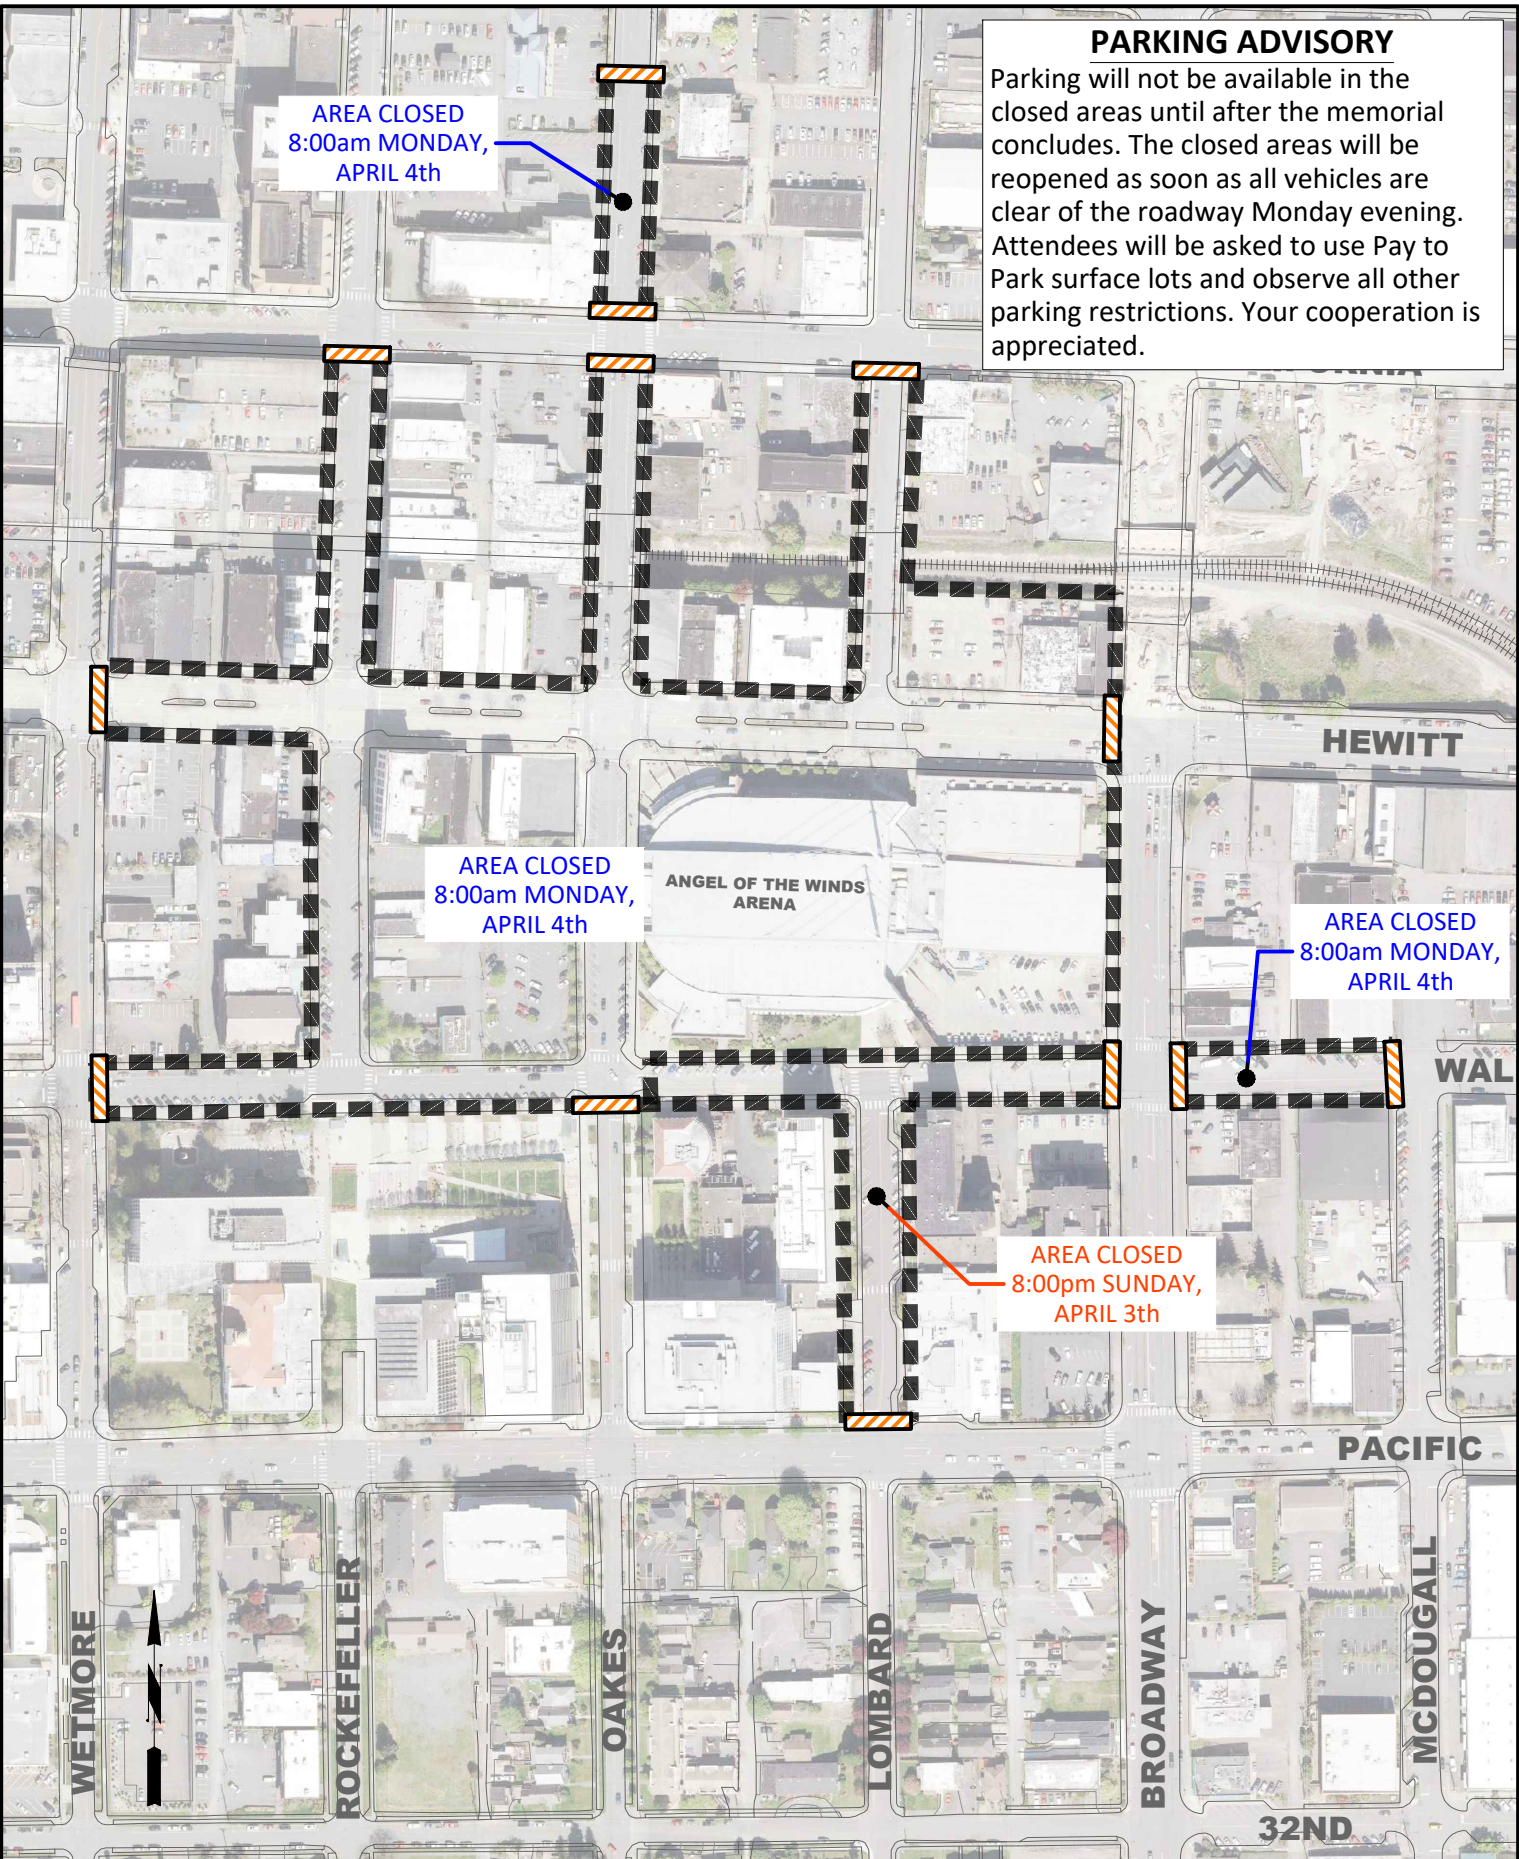 PARKING ADVISORY
Parking will not be available in the
closed areas until after the memorial
concludes. The closed areas will be
reopened as soon as all vehicles are
clear of the roadway Monday evening.
Attendees will be asked to use Pay to
Park surface lots and observe all other
parking restrictions. Your cooperation is
appreciated.
AREA CLOSED
8:00am MONDAY,
APRIL 4th
HEWITT
AREA CLOSED
8:00am MONDAY,
APRIL 4th
ANGEL OF THE WINDS
ARENA
AREA CLOSED
8:00am MONDAY,
APRIL 4th
WAL
AREA CLOSED
8:00pm SUNDAY,
APRIL 3th
PACIFIC
WETMORE
N
ROCKEFELLER
OAKES
LOMBARD
BROADWAY
MCDOUGALL
32ND